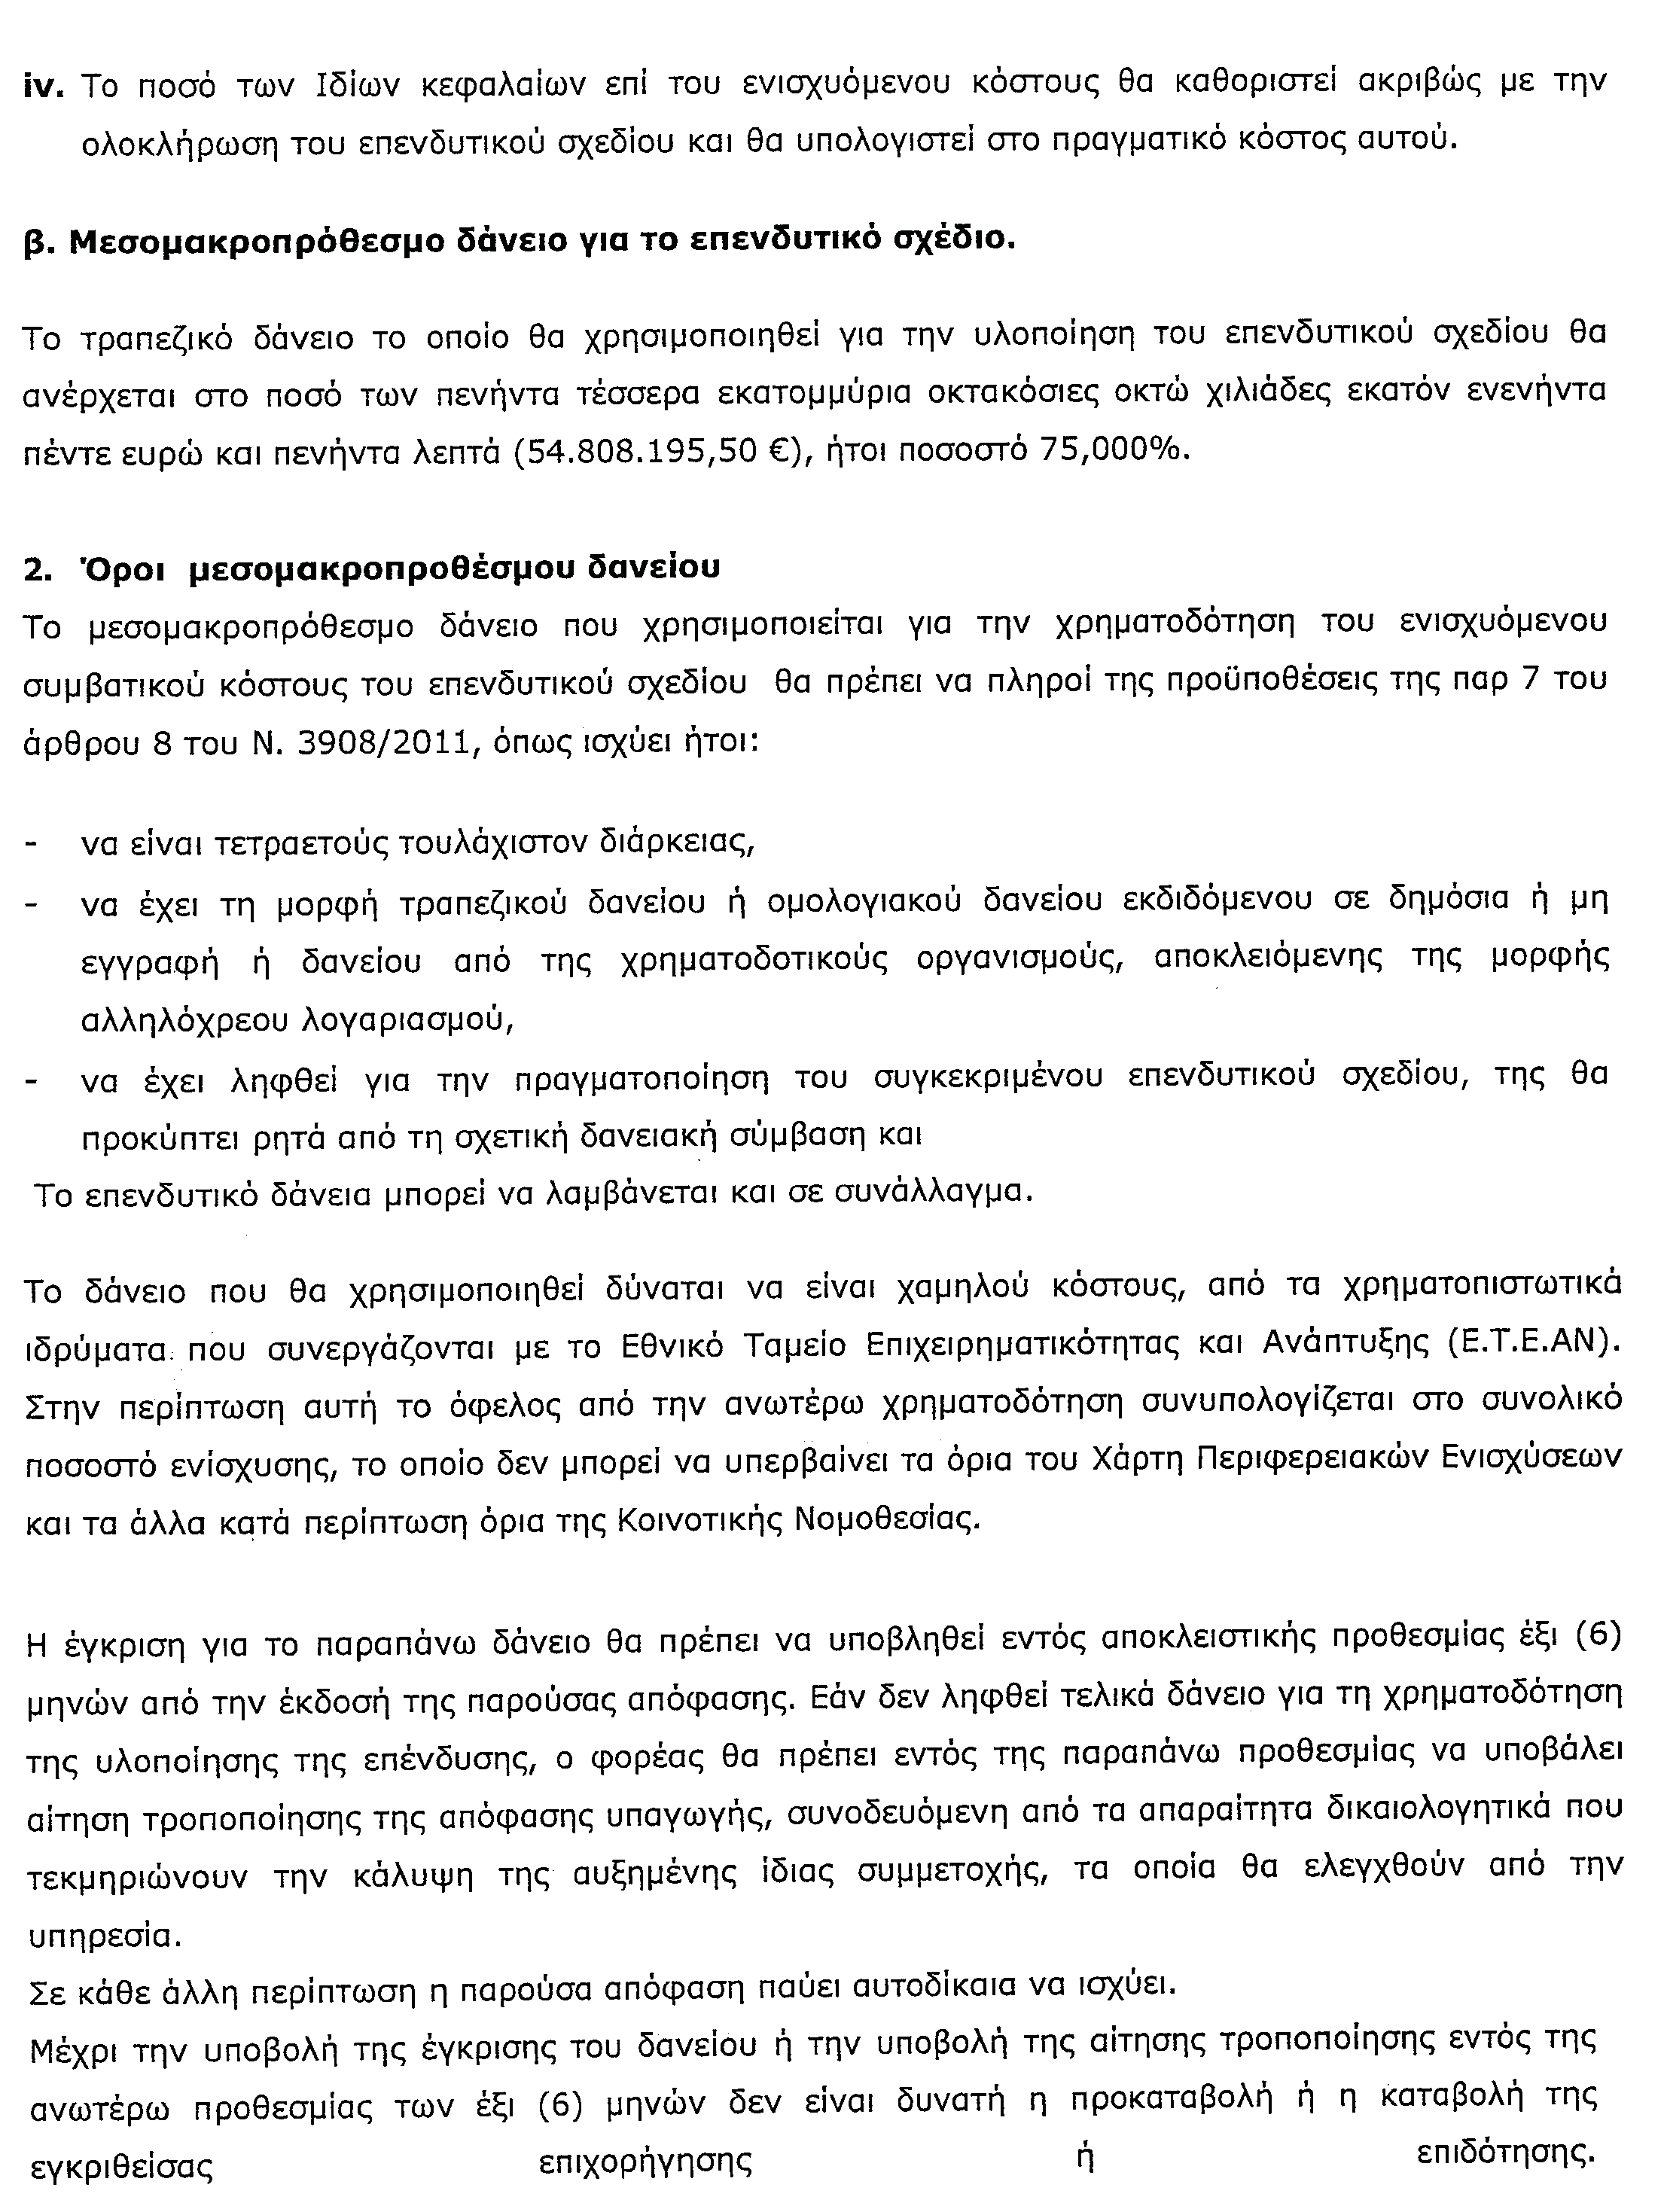 iv. Το ποσό των Ιδίων κεφαλαίων επί του ενισχυόμενου κόστους θα καθοριστεί ακριβώς με την
ολοκλήρωση του επενδυτικού σχεδίου και θα υπολογιστεί στο πραγματικό κόστος αυτού.
β. Μεσομακροπρόθεσμο δάνειο για το επενδυτικό σχέδιο.
Το τραπεζικό δάνειο το οποίο θα χρησιμοποιηθεί για την υλοποίηση του επενδυτικού σχεδίου θα
ανέρχεται στο ποσό των πενήντα τέσσερα εκατομμύρια οκτακόσιες οκτώ χιλιάδες εκατόν ενενήντα
πέντε ευρώ και πενήντα λεπτά (54.808.195,50 €), ήτοι ποσοστό 75,000%.
2. Όροι μεσομακροπροθέσμου δανείου
Το μεσομακροπρόθεσμο δάνειο που χρησιμοποιείται για την χρηματοδότηση του ενισχυόμενου
συμβατικού κόστους του επενδυτικού σχεδίου θα πρέπει να πληροί της προϋποθέσεις της παρ 7 του
άρθρου 8 του Ν. 3908/2011, όπως ισχύει ήτοι:
- να είναι τετραετούς τουλάχιστον διάρκειας,
- να έχει τη μορφή τραπεζικού δανείου ή ομολογιακού δανείου εκδιδόμενου σε δημόσια ή μη
εγγραφή ή δανείου από της χρηματοδοτικούς οργανισμούς, αποκλειόμενης της μορφής
αλληλόχρεου λογαριασμού,
- να έχει ληφθεί για την πραγματοποίηση του συγκεκριμένου επενδυτικού σχεδίου, της θα
προκύπτει ρητά από τη σχετική δανειακή σύμβαση και
Το επενδυτικό δάνεια μπορεί να λαμβάνεται και σε συνάλλαγμα.
Το δάνειο που θα χρησιμοποιηθεί δύναται να είναι χαμηλού κόστους, από τα χρηματοπιστωτικά
ιδρύματα που συνεργάζονται με το Εθνικό Ταμείο Επιχειρηματικότητας και Ανάπτυξης (Ε.Τ.Ε.ΑΝ).
Στην περίπτωση αυτή το όφελος από την ανωτέρω χρηματοδότηση συνυπολογίζεται στο συνολικό
ποσοστό ενίσχυσης, το οποίο δεν μπορεί να υπερβαίνει τα όρια του Χάρτη Περιφερειακών Ενισχύσεων
και τα άλλα κατά περίπτωση όρια της Κοινοτικής Νομοθεσίας.
Η έγκριση για το παραπάνω δάνειο θα πρέπει να υποβληθεί εντός αποκλειστικής προθεσμίας έξι (6)
μηνών από την έκδοσή της παρούσας απόφασης. Εάν δεν ληφθεί τελικά δάνειο για τη χρηματοδότηση
της υλοποίησης της επένδυσης, ο φορέας θα πρέπει εντός της παραπάνω προθεσμίας να υποβάλει
αίτηση τροποποίησης της απόφασης υπαγωγής, συνοδευόμενη από τα απαραίτητα δικαιολογητικά που
τεκμηριώνουν την κάλυψη της αυξημένης ίδιας συμμετοχής, τα οποία θα ελεγχθούν από την
υπηρεσία.
Σε κάθε άλλη περίπτωση η παρούσα απόφαση παύει αυτοδίκαια να ισχύει.
Μέχρι την υποβολή της έγκρισης του δανείου ή την υποβολή της αίτησης τροποποίησης εντός της
ανωτέρω προθεσμίας των έξι (6) μηνών δεν είναι δυνατή η προκαταβολή ή η καταβολή της
εγκριθείσας επιχορήγησης ή επιδότησης.